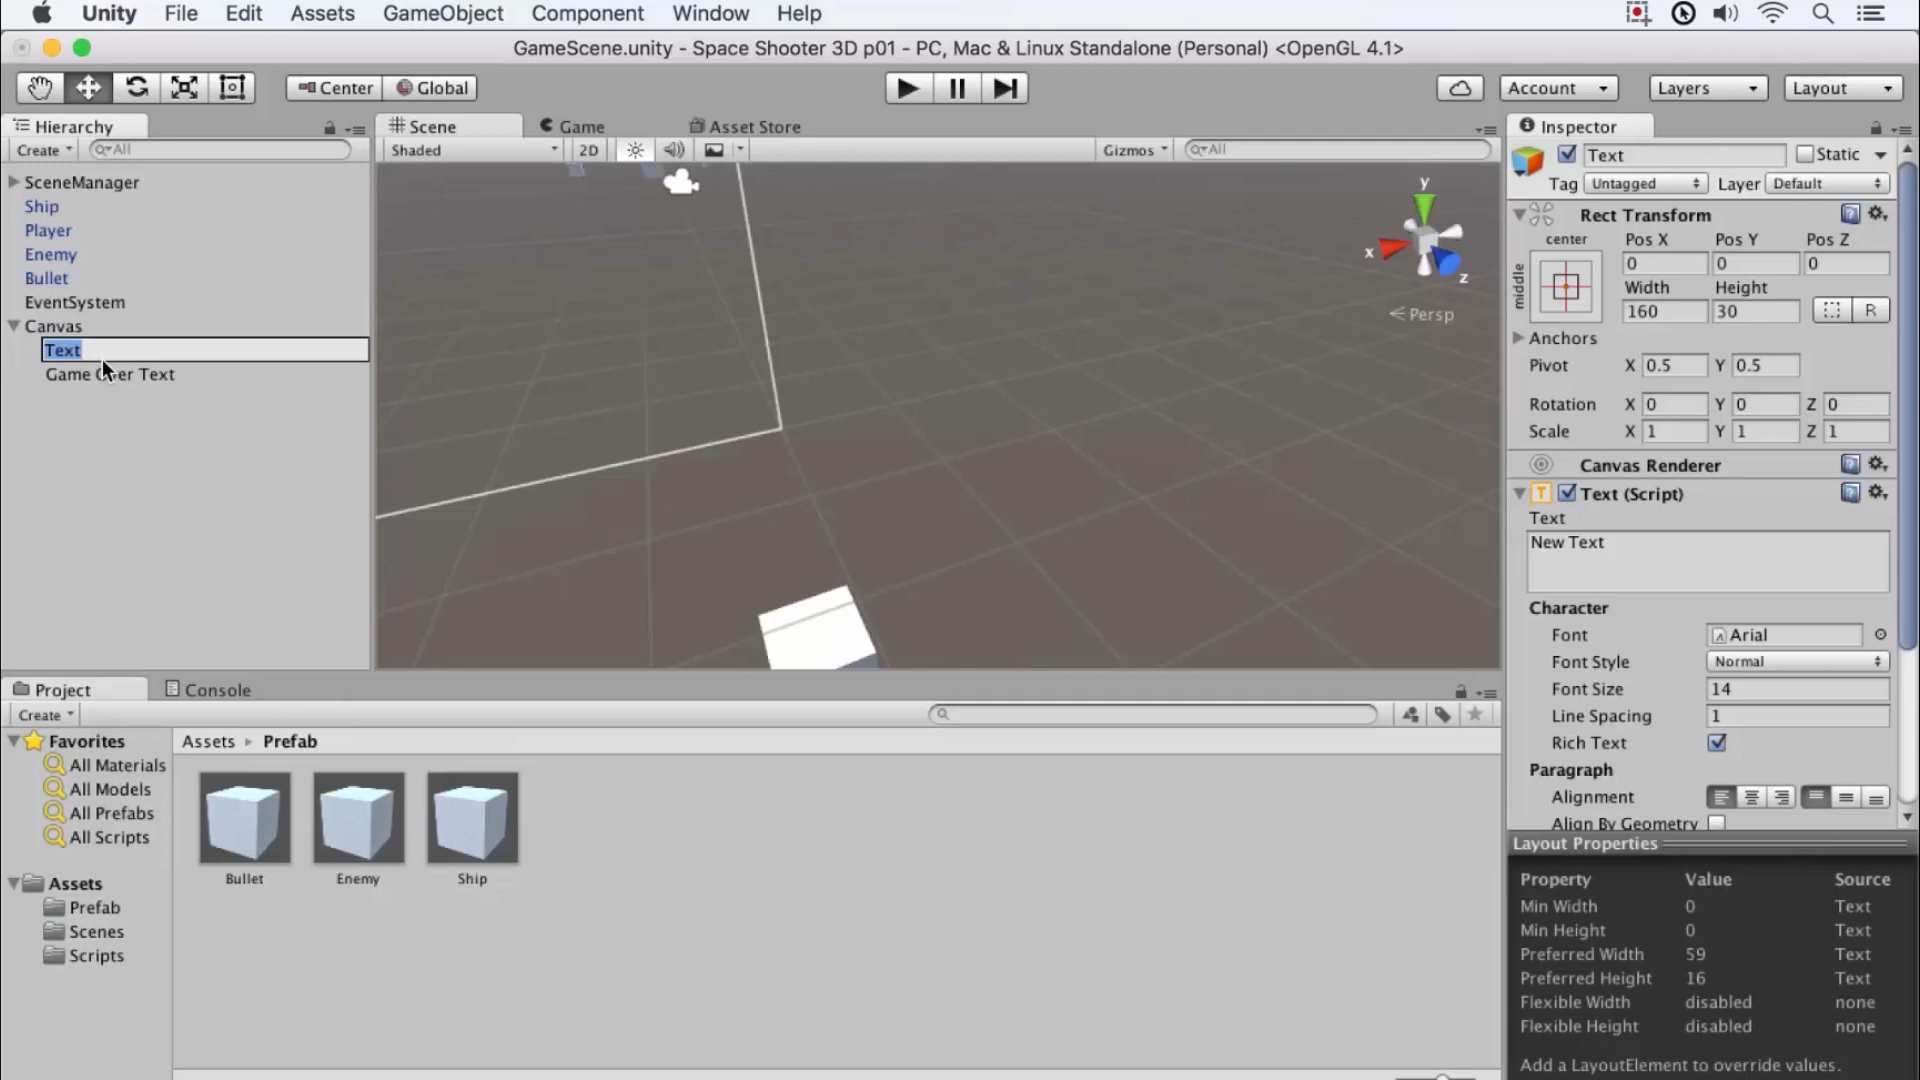 Unity File Edit Assets GameObject Component Window Help
GameScene.unity - Space Shooter 3D p01 - PC, Mac & Linux Standalone (Personal) <OpenGL 4.1>
Center Global Account Layers Layout
Hierarchy
Create All
SceneManager
Ship
Player
Enemy
Bullet
EventSystem
Canvas
Text
Game Over Text
Scene Game Asset Store
Shaded 2D Gizmos All
y
x
z
Persp
Inspector
Text Static
Tag Untagged Layer Default
Rect Transform
center Pos X Pos Y Pos Z
middle 0 0 0
Width Height
160 30 R
Anchors
Pivot X 0.5 Y 0.5
Rotation X 0 Y 0 Z 0
Scale X 1 Y 1 Z 1
Canvas Renderer
Text (Script)
Text
New Text
Character
Font Arial
Font Style Normal
Font Size 14
Line Spacing 1
Rich Text
Paragraph
Alignment
Align By Geometry
Layout Properties
Property Value Source
Min Width 0 Text
Min Height 0 Text
Preferred Width 59 Text
Preferred Height 16 Text
Flexible Width disabled none
Flexible Height disabled none
Add a LayoutElement to override values.
Project Console
Create
Favorites
All Materials
All Models
All Prefabs
All Scripts
Assets
Prefab
Scenes
Scripts
Assets Prefab
Bullet Enemy Ship